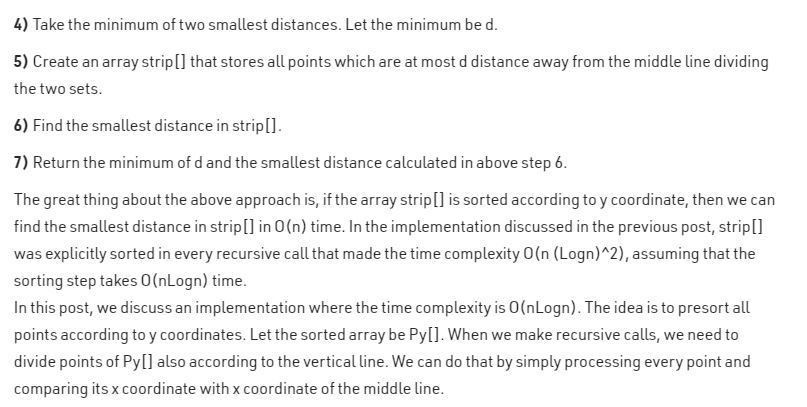 4) Take the minimum of two smallest distances. Let the minimum be d.
5) Create an array strip[] that stores all points which are at most d distance away from the middle line dividing
the two sets.
6) Find the smallest distance in strip[].
7) Return the minimum of d and the smallest distance calculated in above step 6.
The great thing about the above approach is, if the array strip[] is sorted according to y coordinate, then we can
find the smallest distance in strip[] in O(n) time. In the implementation discussed in the previous post, strip[]
was explicitly sorted in every recursive call that made the time complexity O(n (Logn)^2), assuming that the
sorting step takes O(nLogn) time.
In this post, we discuss an implementation where the time complexity is O(nLogn). The idea is to presort all
points according to y coordinates. Let the sorted array be Py[]. When we make recursive calls, we need to
divide points of Py[] also according to the vertical line. We can do that by simply processing every point and
comparing its x coordinate with x coordinate of the middle line.